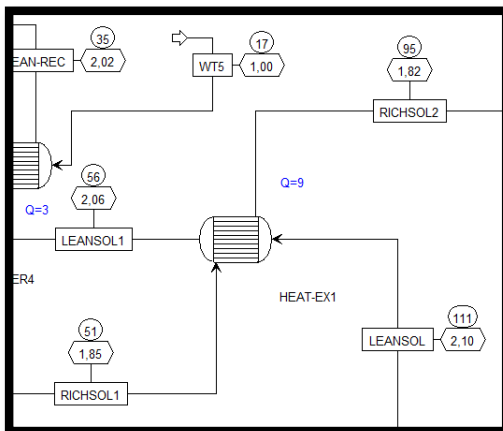 35
EAN-REC
2,02
17
WT5
1,00
95
1,82
RICHSOL2
56
2,06
Q=3
Q=9
LEANSOL1
ER4
HEAT-EX1
111
LEANSOL
2,10
51
1,85
RICHSOL1